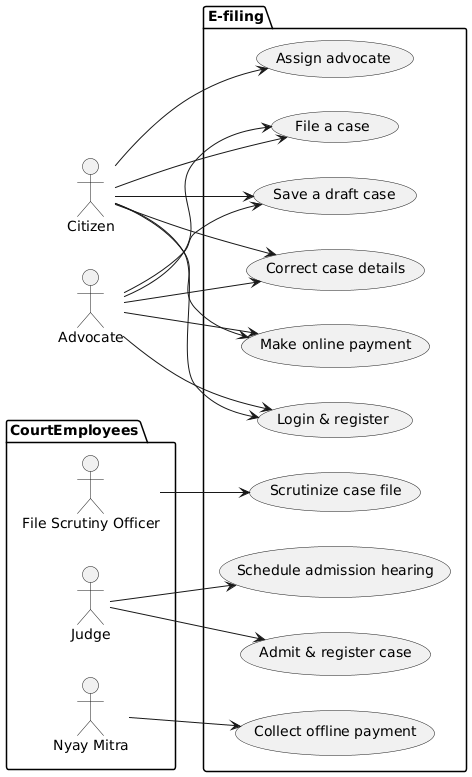 E-filing
Assign advocate
File a case
Save a draft case
Citizen
Correct case details
Advocate
Make online payment
Login & register
CourtEmployees
Scrutinize case file
File Scrutiny Officer
Schedule admission hearing
Judge
Admit & register case
Collect offline payment
Nyay Mitra